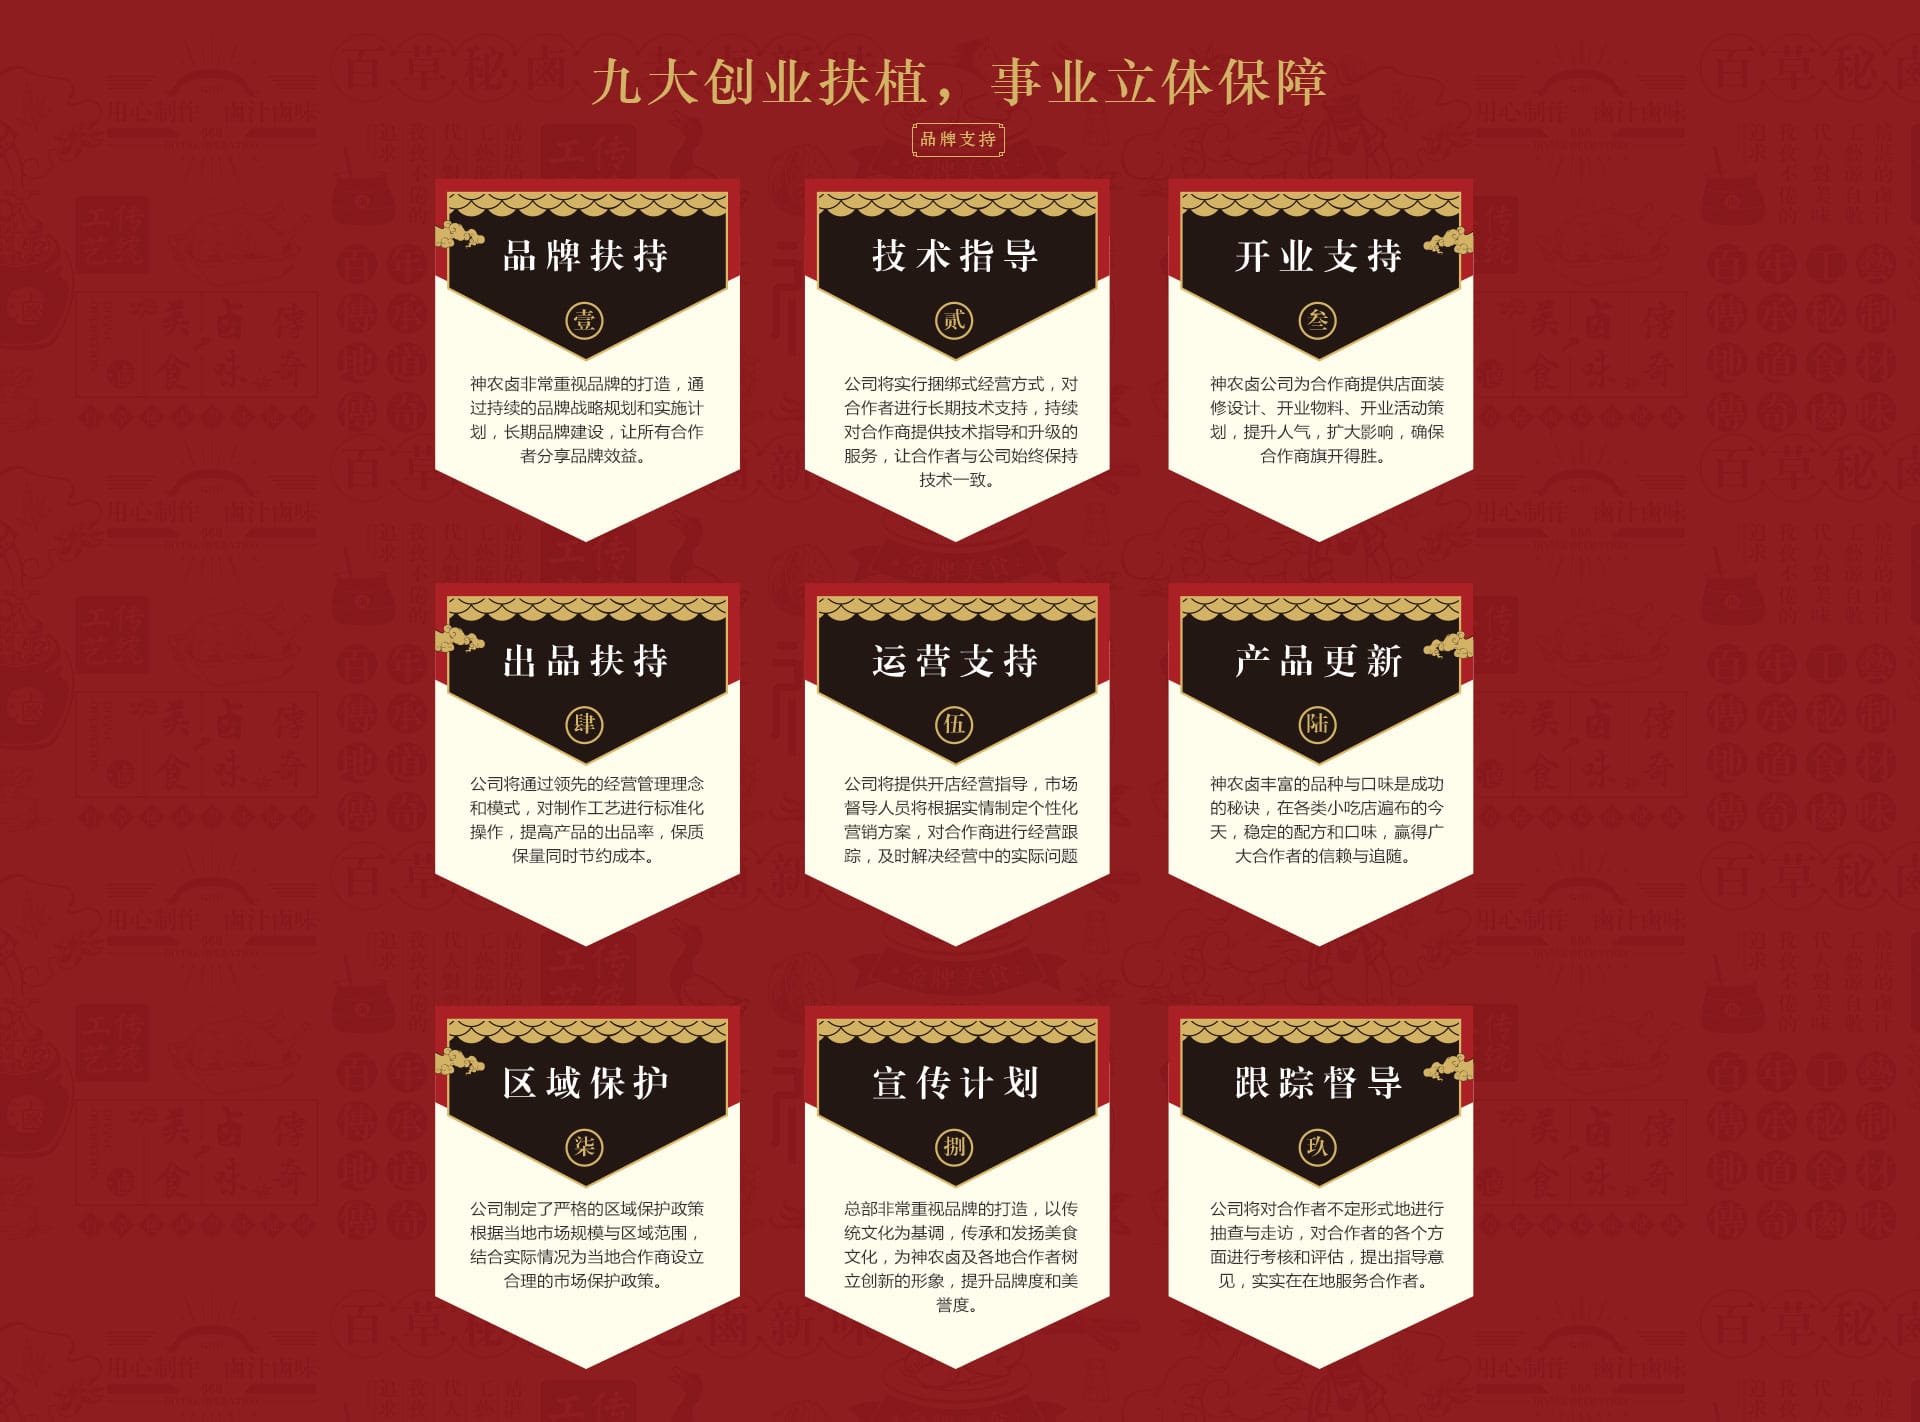 九大创业扶植，事业立体保障
品牌支持
品牌扶持
壹
神农卤非常重视品牌的打造，通
过持续的品牌战略规划和实施计
划，长期品牌建设，让所有合作
者分享品牌效益。
技术指导
贰
公司将实行捆绑式经营方式，对
合作者进行长期技术支持，持续
对合作商提供技术指导和升级的
服务，让合作者与公司始终保持
技术一致。
开业支持
叁
神农卤公司为合作商提供店面装
修设计、开业物料、开业活动策
划，提升人气，扩大影响，确保
合作商旗开得胜。
出品扶持
肆
公司将通过领先的经营管理理念
和模式，对制作工艺进行标准化
操作，提高产品的出品率，保质
保量同时节约成本。
运营支持
伍
公司将提供开店经营指导，市场
督导人员将根据实情制定个性化
营销方案，对合作商进行经营跟
踪，及时解决经营中的实际问题
产品更新
陆
神农卤丰富的品种与口味是成功
的秘诀，在各类小吃店遍布的今
天，稳定的配方和口味，赢得广
大合作者的信赖与追随。
区域保护
柒
公司制定了严格的区域保护政策
根据当地市场规模与区域范围，
结合实际情况为当地合作商设立
合理的市场保护政策。
宣传计划
捌
总部非常重视品牌的打造，以传
统文化为基调，传承和发扬美食
文化，为神农卤及各地合作者树
立创新的形象，提升品牌度和美
誉度。
跟踪督导
玖
公司将对合作者不定形式地进行
抽查与走访，对合作者的各个方
面进行考核和评估，提出指导意
见，实实在在地服务合作者。